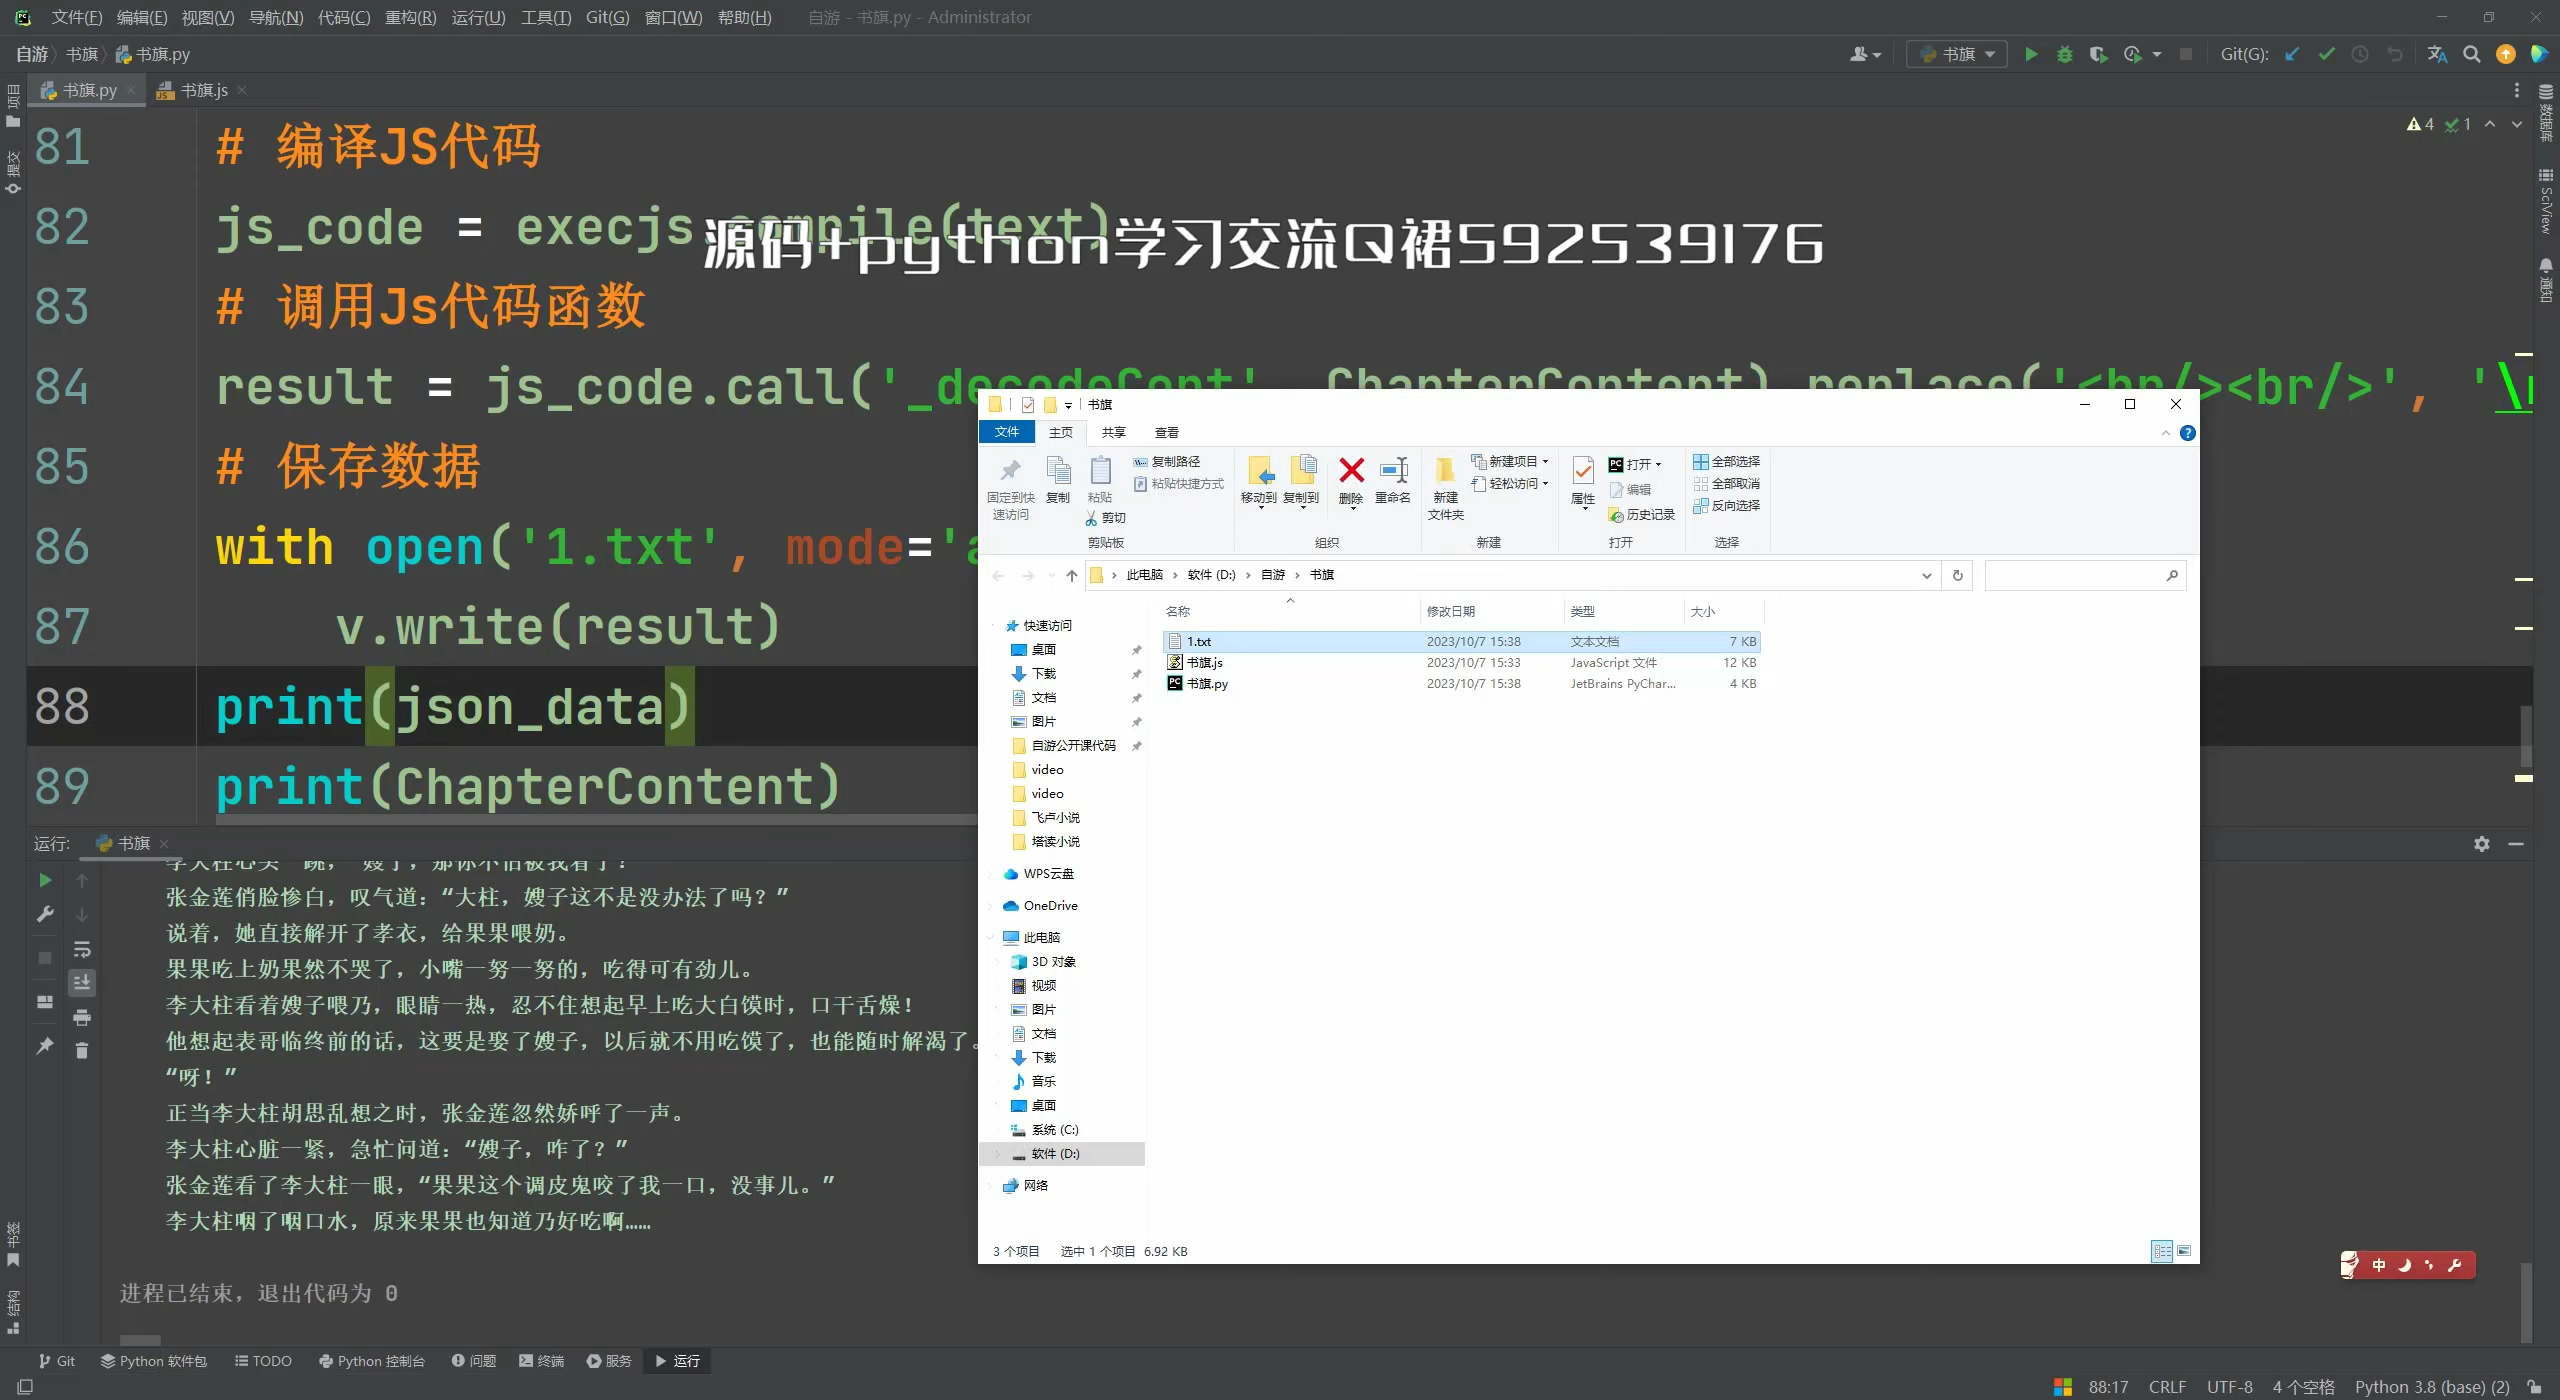 文件(F) 编辑(E) 视图(V) 导航(N) 代码(C) 重构(R) 运行(U) 工具(T) Git(G) 窗口(W) 帮助(H) 自游 - 书旗.py - Administrator
自游 书旗 书旗.py 书旗 Git(G):
书旗.py 书旗.js
4 1
81 # 编译JS代码
82 js_code = execjs.compile(text)
源码+python学习交流Q裙592539176
83 # 调用Js代码函数
84 result = js_code.call('_decodeCont', ChapterContent).replace('<br/><br/>', '\n
85 # 保存数据
86 with open('1.txt', mode='a
87 v.write(result)
88 print(json_data)
89 print(ChapterContent)
项目
提交
书签
结构
数据库
SciView
通知
书旗
文件 主页 共享 查看
固定到快速访问 复制 粘贴 复制路径 粘贴快捷方式 剪切
移动到 复制到 删除 重命名
新建文件夹 新建项目 轻松访问
属性 打开 编辑 历史记录
全部选择 全部取消 反向选择
剪贴板 组织 新建 打开 选择
此电脑 › 软件 (D:) › 自游 › 书旗
名称 修改日期 类型 大小
1.txt 2023/10/7 15:38 文本文档 7 KB
书旗.js 2023/10/7 15:33 JavaScript 文件 12 KB
书旗.py 2023/10/7 15:38 JetBrains PyChar... 4 KB
快速访问
桌面
下载
文档
图片
自游公开课代码
video
video
飞卢小说
塔读小说
WPS云盘
OneDrive
此电脑
3D 对象
视频
图片
文档
下载
音乐
桌面
系统 (C:)
软件 (D:)
网络
3 个项目 选中 1 个项目 6.92 KB
运行: 书旗
张金莲俏脸惨白，叹气道：“大柱，嫂子这不是没办法了吗？”
说着，她直接解开了孝衣，给果果喂奶。
果果吃上奶果然不哭了，小嘴一努一努的，吃得可有劲儿。
李大柱看着嫂子喂乃，眼睛一热，忍不住想起早上吃大白馍时，口干舌燥！
他想起表哥临终前的话，这要是娶了嫂子，以后就不用吃馍了，也能随时解渴了。
“呀！”
正当李大柱胡思乱想之时，张金莲忽然娇呼了一声。
李大柱心脏一紧，急忙问道：“嫂子，咋了？”
张金莲看了李大柱一眼，“果果这个调皮鬼咬了我一口，没事儿。”
李大柱咽了咽口水，原来果果也知道乃好吃啊……
进程已结束，退出代码为 0
中
Git Python 软件包 TODO Python 控制台 问题 终端 服务 运行
88:17 CRLF UTF-8 4 个空格 Python 3.8 (base) (2)